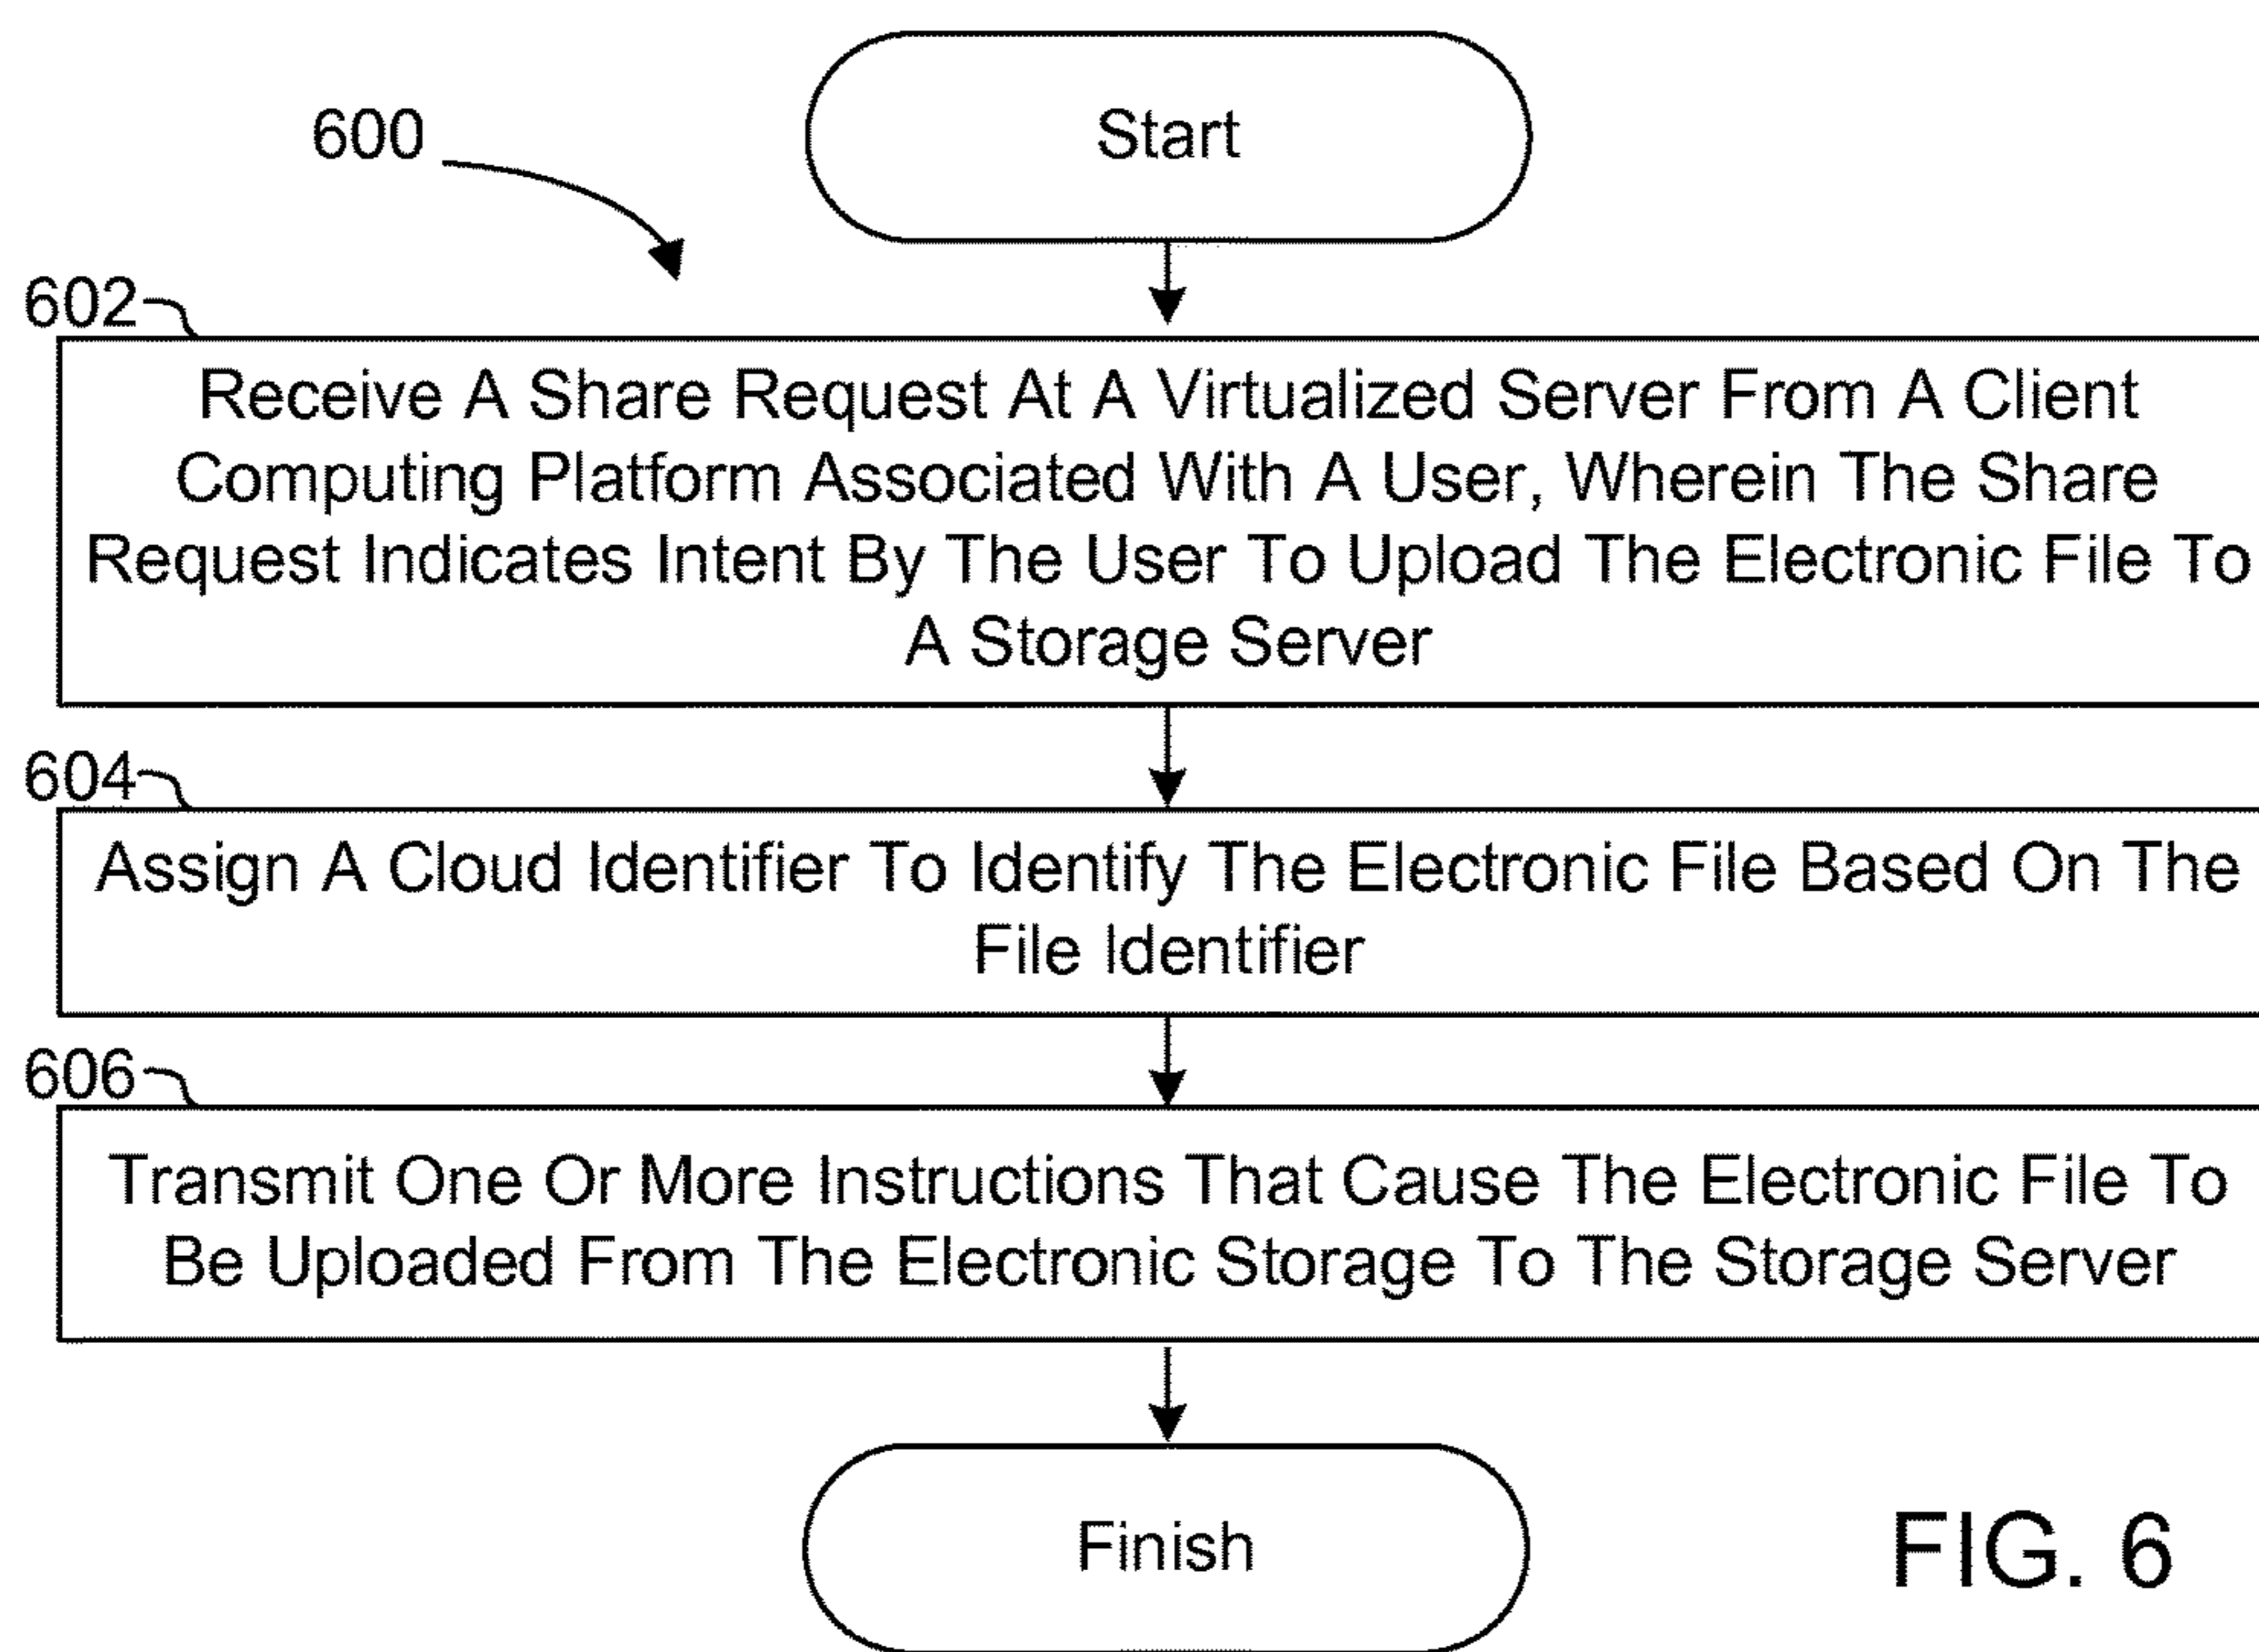 Start
600
602
Receive A Share Request At A Virtualized Server From A Client
Computing Platform Associated With A User, Wherein The Share
Request Indicates Intent By The User To Upload The Electronic File To
A Storage Server
604
Assign A Cloud Identifier To Identify The Electronic File Based On The
File Identifier
606
Transmit One Or More Instructions That Cause The Electronic File To
Be Uploaded From The Electronic Storage To The Storage Server
Finish
FIG. 6